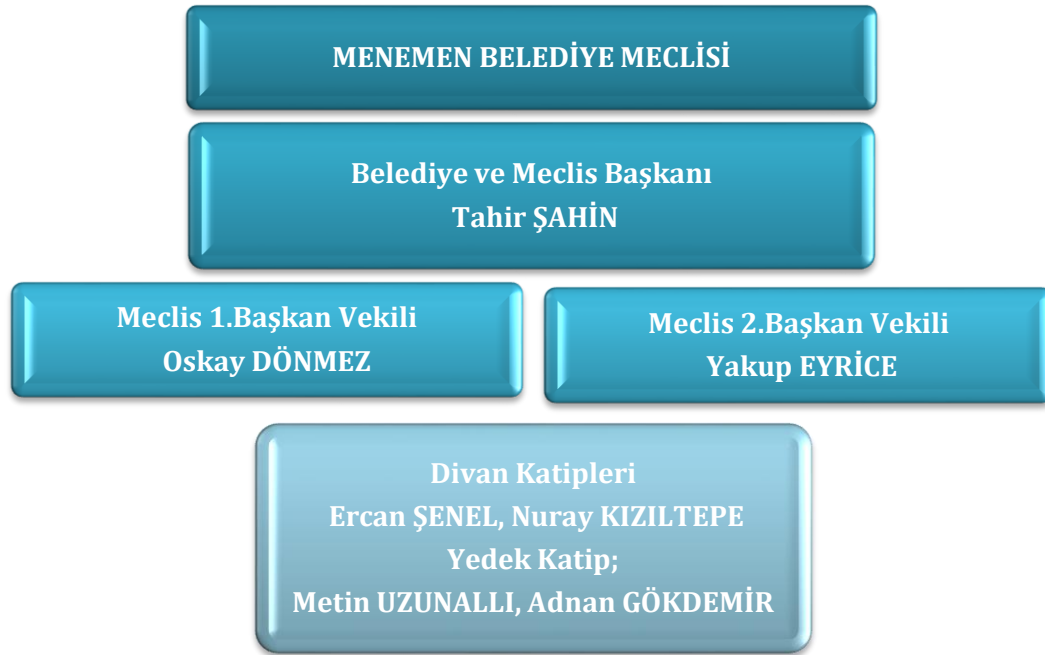 MENEMEN BELEDİYE MECLİSİ
Belediye ve Meclis Başkanı
Tahir ŞAHİN
Meclis 1.Başkan Vekili
Oskay DÖNMEZ
Meclis 2.Başkan Vekili
Yakup EYRİCE
Divan Katipleri
Ercan ŞENEL, Nuray KIZILTEPE
Yedek Katip;
Metin UZUNALLI, Adnan GÖKDEMİR